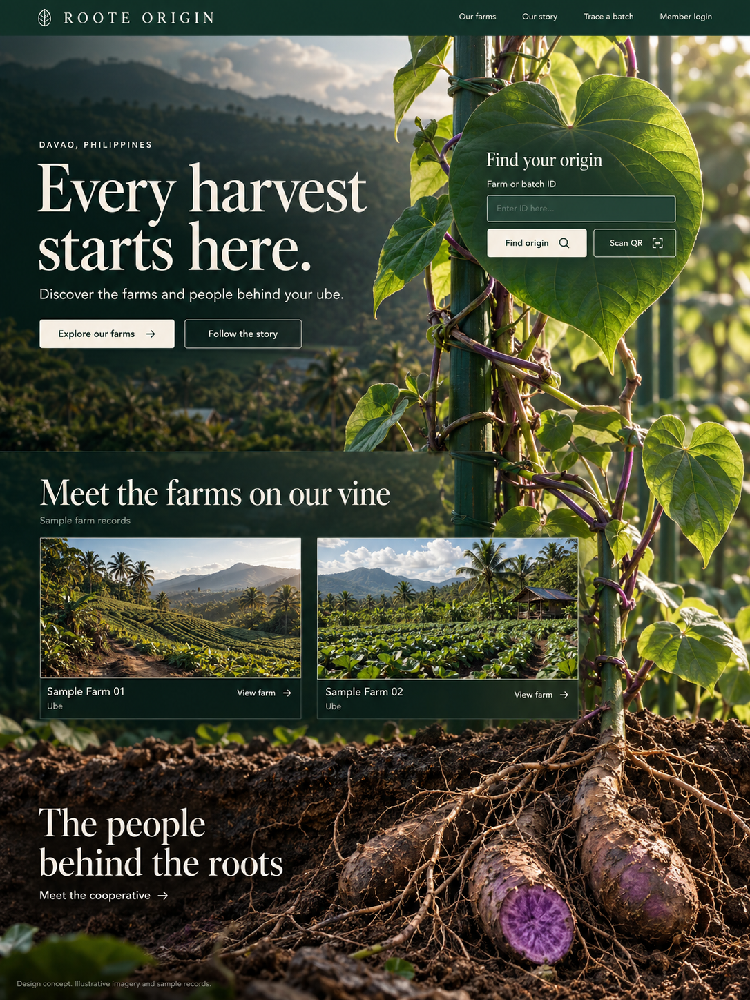 ROOTE ORIGIN
Our farms
Our story
Trace a batch
Member login
DAVAO, PHILIPPINES
Every harvest
starts here.
Discover the farms and people behind your ube.
Explore our farms
Follow the story
Find your origin
Farm or batch ID
Enter ID here...
Find origin
Scan QR
Meet the farms on our vine
Sample farm records
Sample Farm 01
View farm
Ube
Sample Farm 02
View farm
Ube
The people
behind the roots
Meet the cooperative
Design concept. Illustrative imagery and sample records.